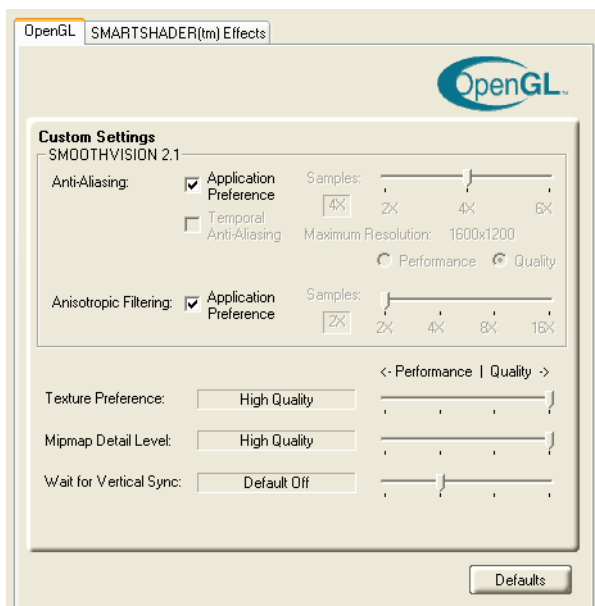 OpenGL SMARTSHADER(tm) Effects
OpenGL™
Custom Settings
SMOOTHVISION 2.1
Anti-Aliasing: Application Preference Samples:
4X 2X 4X 6X
Temporal Anti-Aliasing Maximum Resolution: 1600x1200
Performance Quality
Anisotropic Filtering: Application Preference Samples:
2X 2X 4X 8X 16X
<- Performance | Quality ->
Texture Preference: High Quality
Mipmap Detail Level: High Quality
Wait for Vertical Sync: Default Off
Defaults